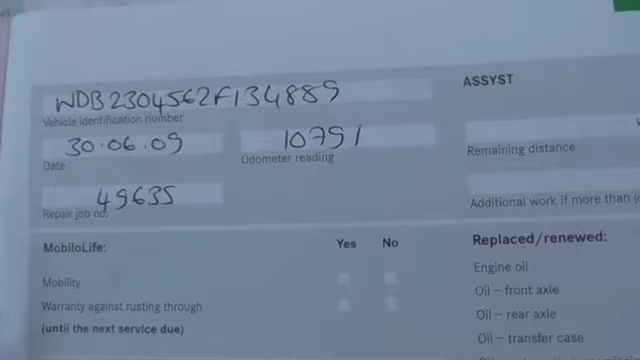 WDB2304562F134889
Vehicle identification number
ASSYST
30.06.09
10791
Date
Odometer reading
Remaining distance
49635
Repair job no.
Additional work if more than
MobiloLife:
Yes No
Replaced/renewed:
Mobility
Engine oil
Warranty against rusting through
Oil – front axle
(until the next service due)
Oil – rear axle
Oil – transfer case